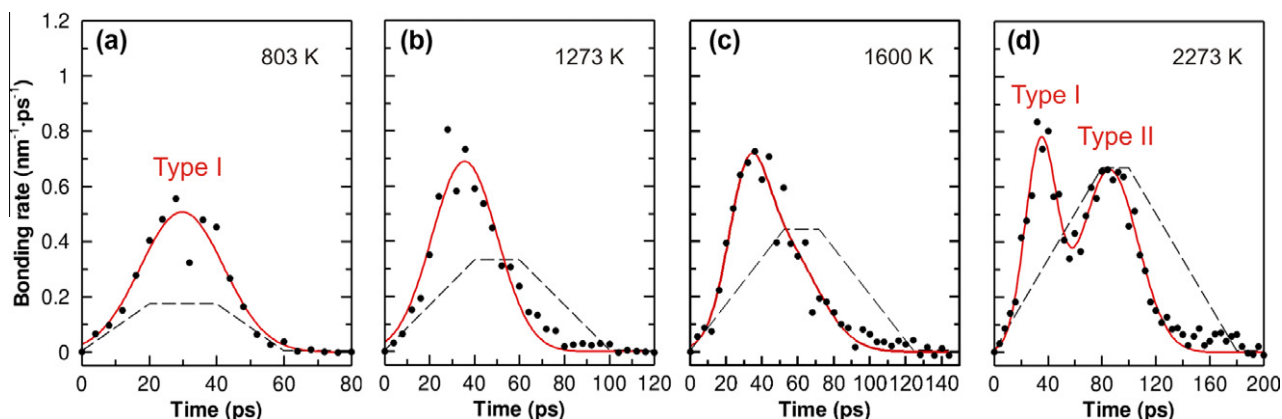 (a)
803 K
Type I
Bonding rate (nm⁻¹·ps⁻¹)
1.2
1
0.8
0.6
0.4
0.2
0
0 20 40 60 80
Time (ps)
(b)
1273 K
0 20 40 60 80 100 120
Time (ps)
(c)
1600 K
0 20 40 60 80 100 120 140
Time (ps)
(d)
2273 K
Type I
Type II
0 40 80 120 160 200
Time (ps)